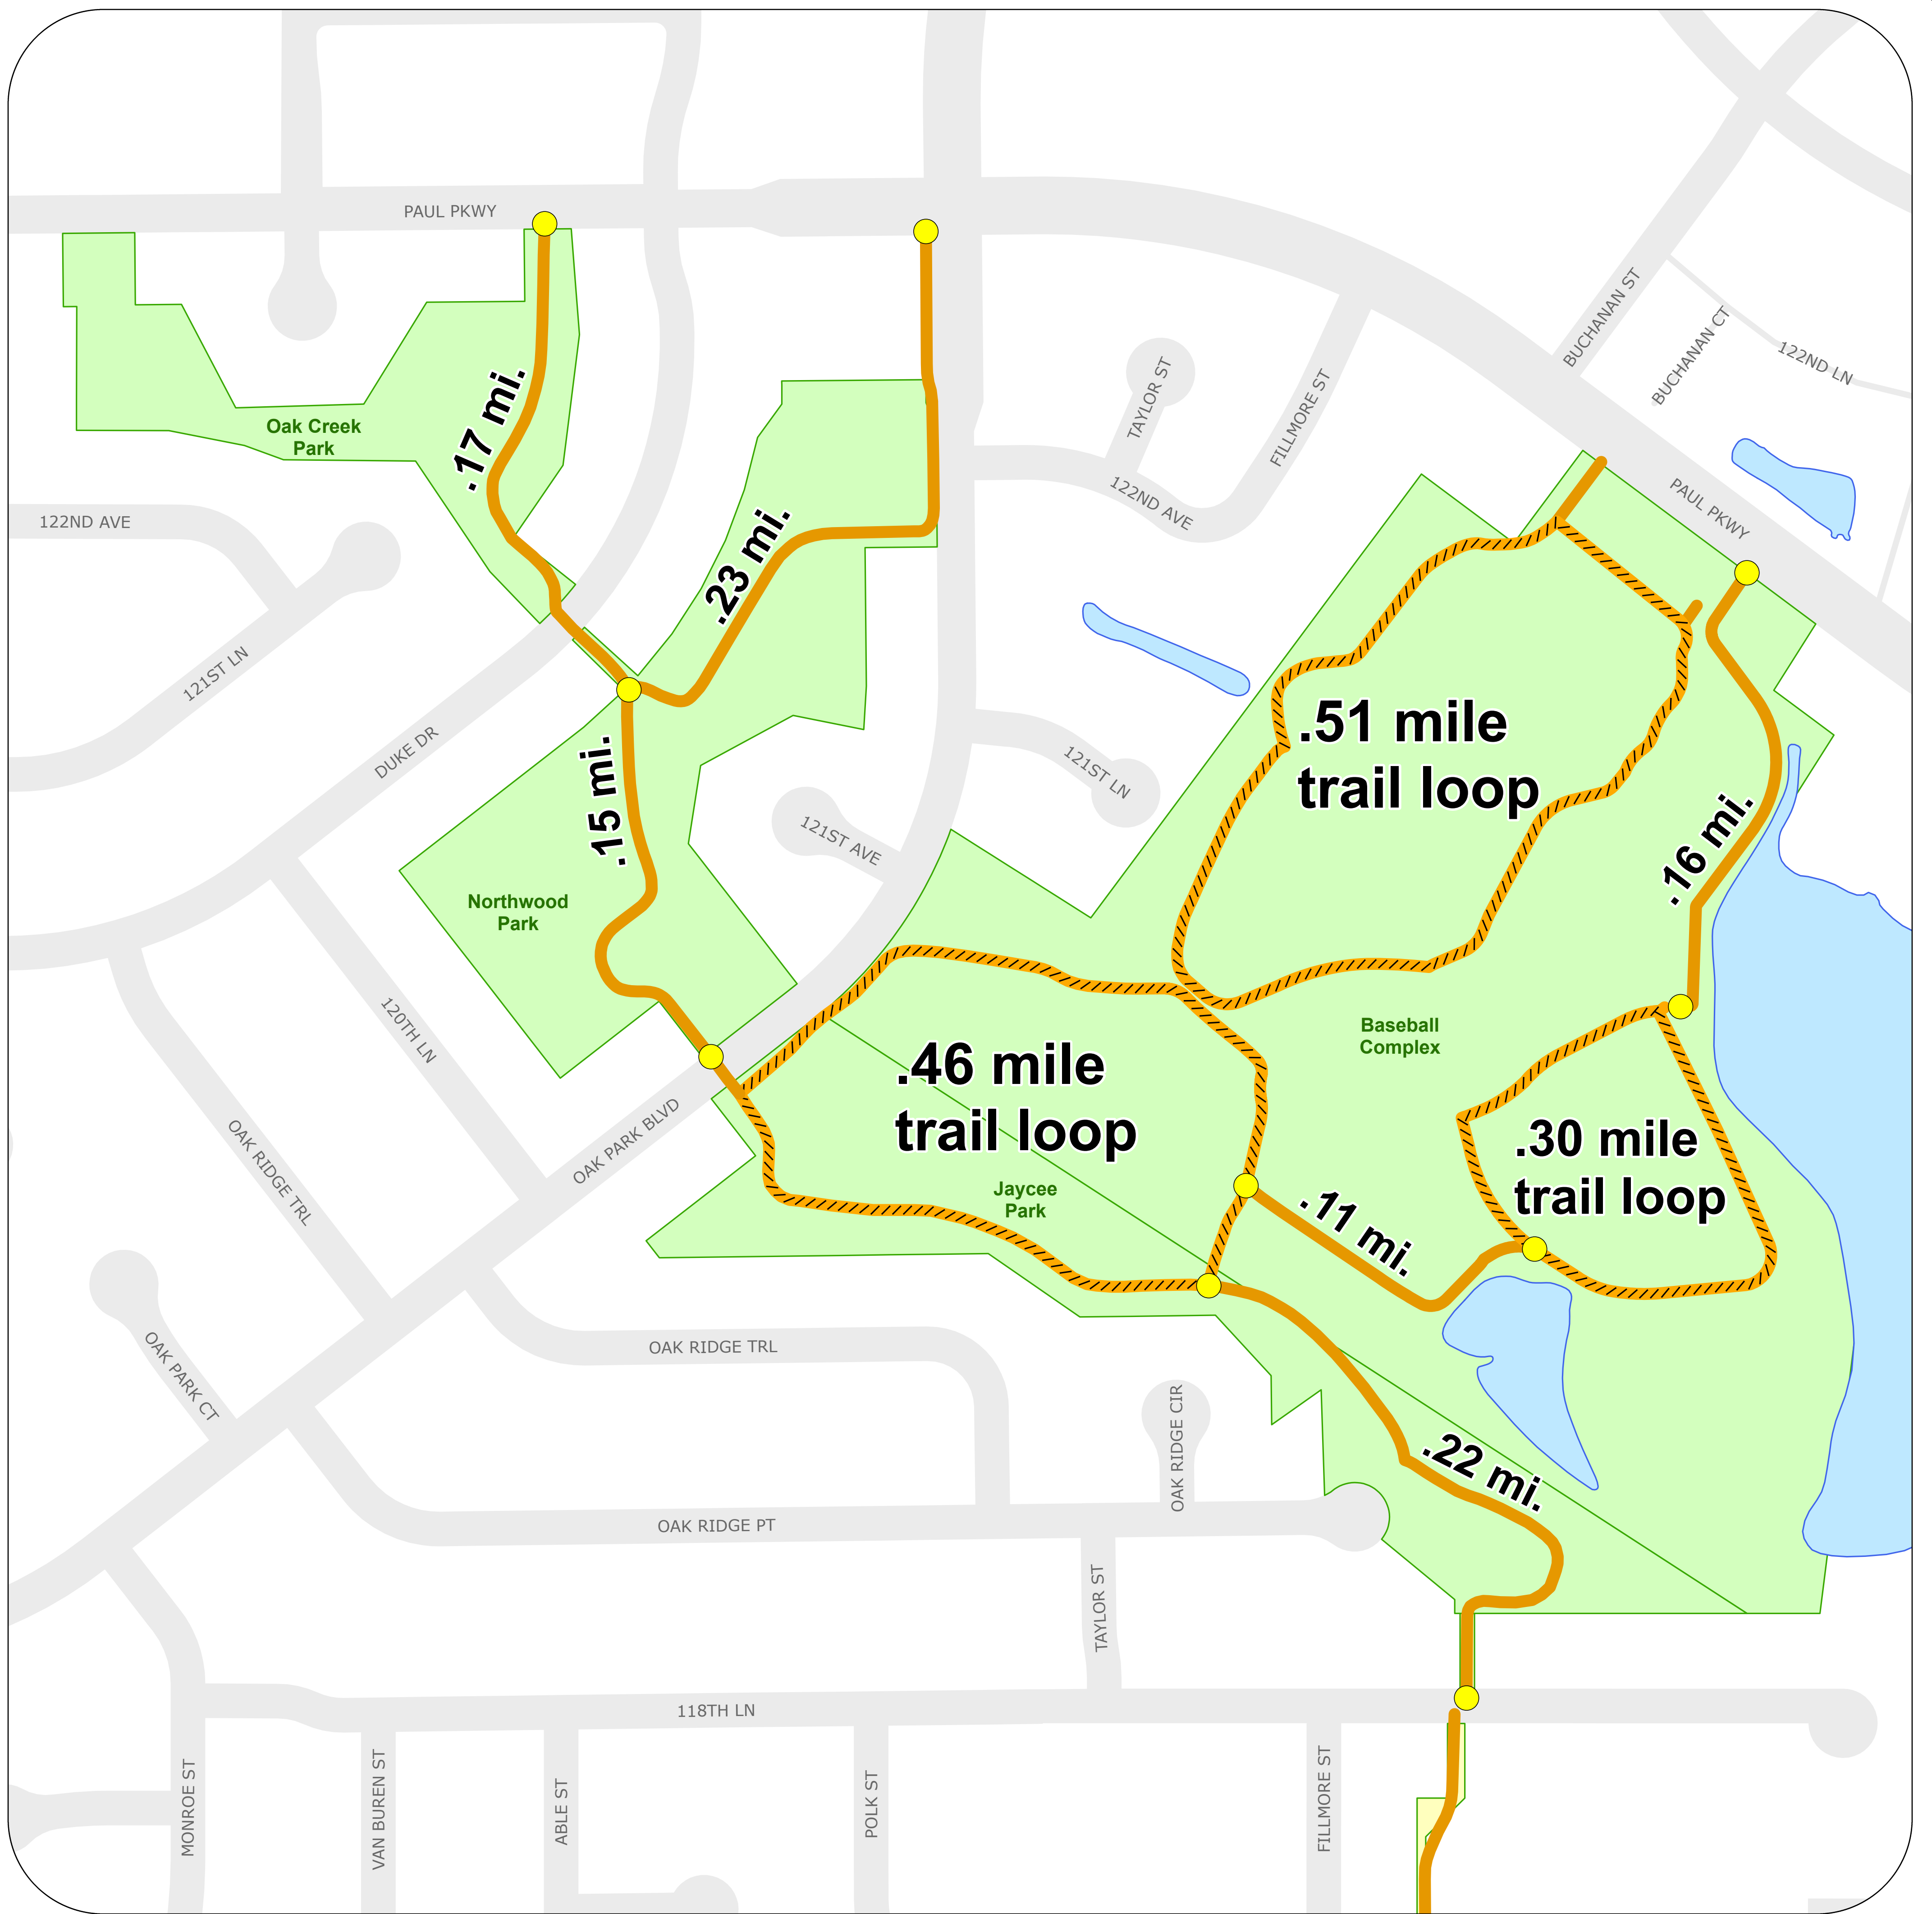 PAUL PKWY
BUCHANAN ST
BUCHANAN CT
122ND LN
TAYLOR ST
FILLMORE ST
.17 mi.
Oak Creek
Park
122ND AVE
122ND AVE
PAUL PKWY
.23 mi.
121ST LN
DUKE DR
.15 mi.
121ST LN
.51 mile
trail loop
121ST AVE
.16 mi.
Northwood
Park
120TH LN
Baseball
Complex
.46 mile
trail loop
OAK RIDGE TRL
OAK PARK BLVD
.30 mile
trail loop
Jaycee
Park
.11 mi.
OAK PARK CT
OAK RIDGE TRL
OAK RIDGE CIR
.22 mi.
OAK RIDGE PT
TAYLOR ST
118TH LN
MONROE ST
VAN BUREN ST
ABLE ST
POLK ST
FILLMORE ST